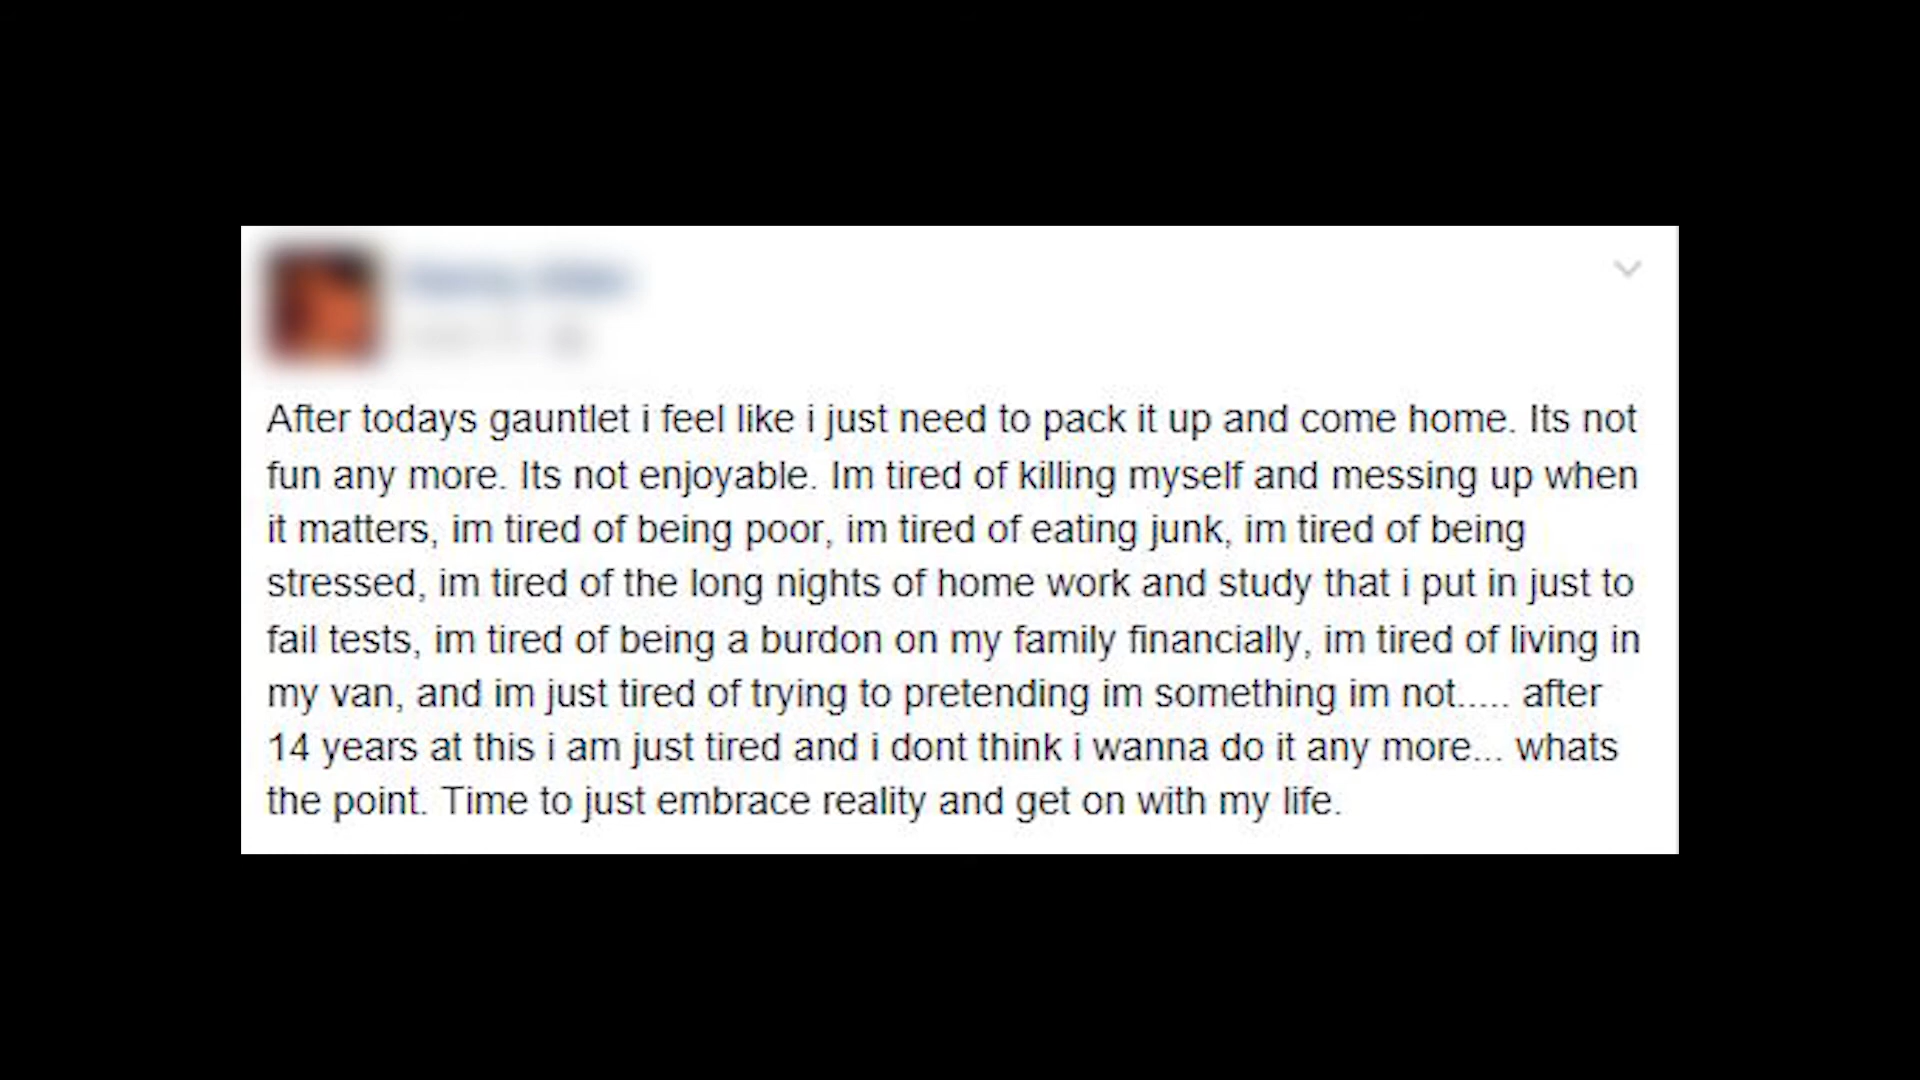 After todays gauntlet i feel like i just need to pack it up and come home. Its not
fun any more. Its not enjoyable. Im tired of killing myself and messing up when
it matters, im tired of being poor, im tired of eating junk, im tired of being
stressed, im tired of the long nights of home work and study that i put in just to
fail tests, im tired of being a burdon on my family financially, im tired of living in
my van, and im just tired of trying to pretending im something im not..... after
14 years at this i am just tired and i dont think i wanna do it any more... whats
the point. Time to just embrace reality and get on with my life.